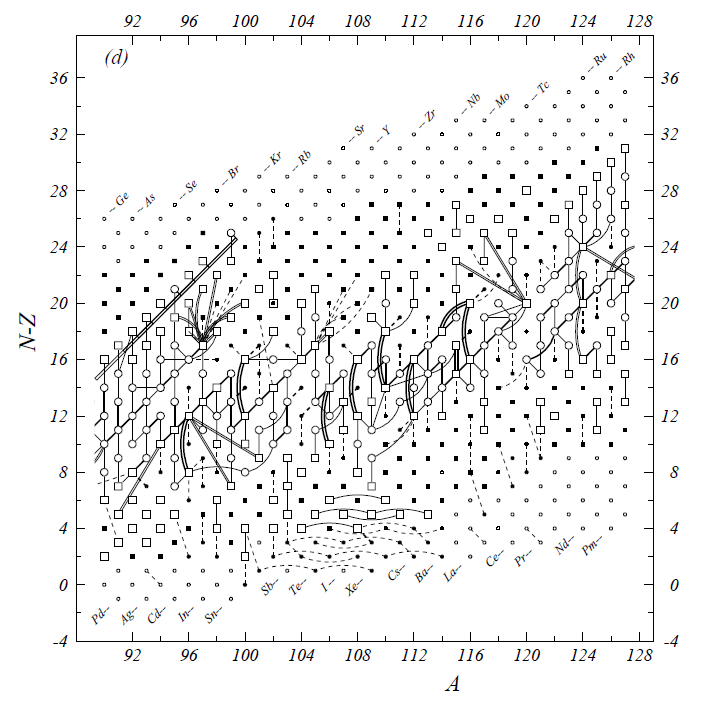 92 96 100 104 108 112 116 120 124 128
(d)
--Ru --Rh
--Tc
--Nb --Mo
--Zr
--Sr --Y
--Kr --Rb
--Br
--Se
--Ge --As
36 36
32 32
28 28
24 24
20 20
N-Z
16 16
12 12
8 8
4 4
0 0
-4 -4
Pd-- Ag-- Cd-- In-- Sn-- Sb-- Te-- I-- Xe-- Cs-- Ba-- La-- Ce-- Pr-- Nd-- Pm--
92 96 100 104 108 112 116 120 124 128
A